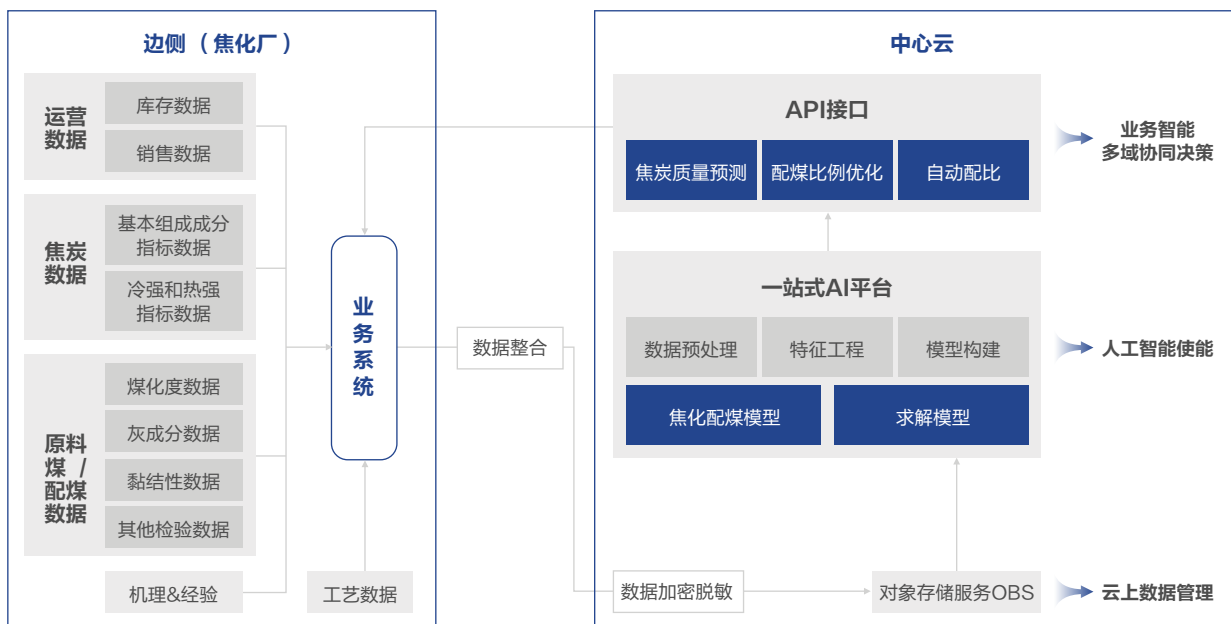 边侧（焦化厂）
运营
数据
库存数据
销售数据
焦炭
数据
基本组成成分
指标数据
冷强和热强
指标数据
原料
煤 /
配煤
数据
煤化度数据
灰成分数据
黏结性数据
其他检验数据
机理&经验
业
务
系
统
工艺数据
数据整合
中心云
API接口
焦炭质量预测
配煤比例优化
自动配比
一站式AI平台
数据预处理
特征工程
模型构建
焦化配煤模型
求解模型
数据加密脱敏
对象存储服务OBS
业务智能
多域协同决策
人工智能使能
云上数据管理